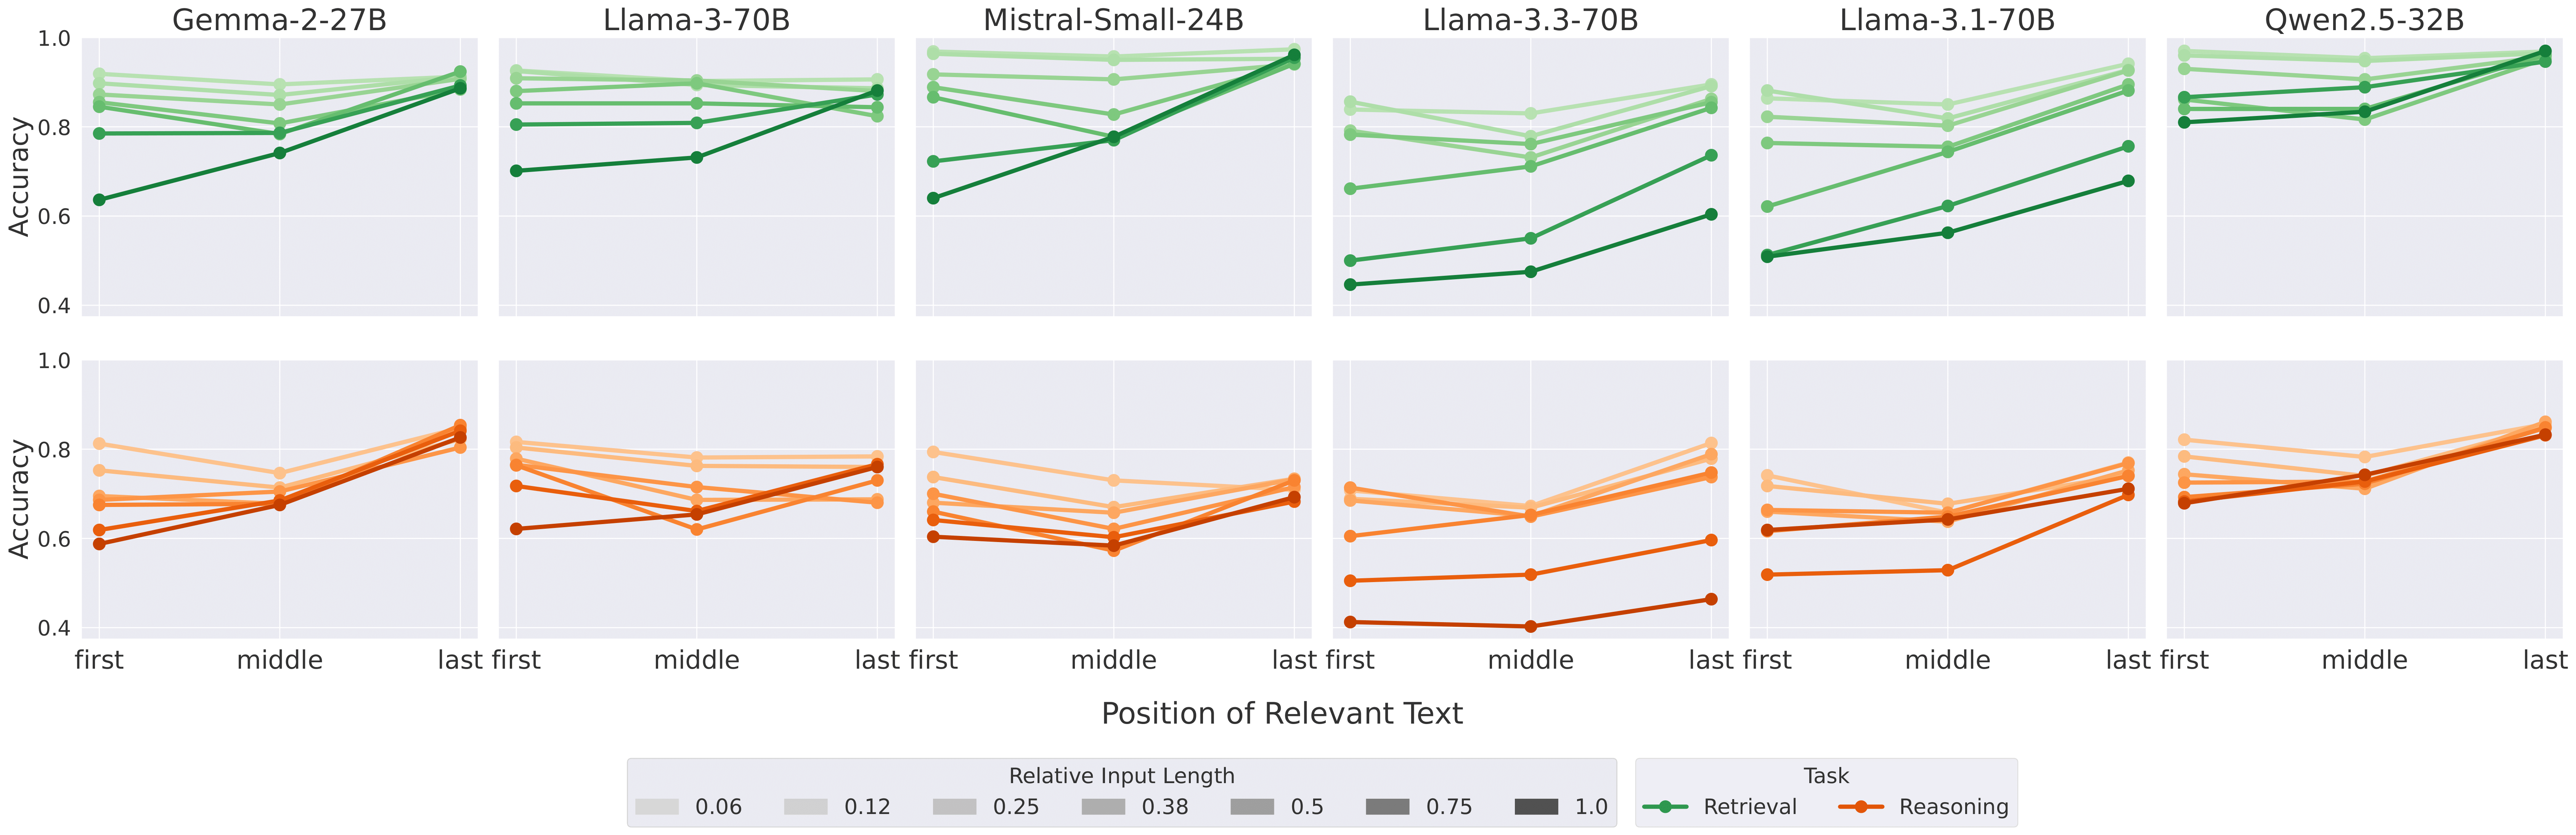 Gemma-2-27B Llama-3-70B Mistral-Small-24B Llama-3.3-70B Llama-3.1-70B Qwen2.5-32B
1.0
0.8
0.6
0.4
Accuracy
1.0
0.8
0.6
0.4
Accuracy
first middle last first middle last first middle last first middle last first middle last first middle last
Position of Relevant Text
Relative Input Length
0.06 0.12 0.25 0.38 0.5 0.75 1.0
Task
Retrieval Reasoning